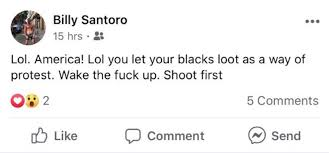 Billy Santoro
15 hrs ·
Lol. America! Lol you let your blacks loot as a way of
protest. Wake the fuck up. Shoot first
2
5 Comments
Like
Comment
Send